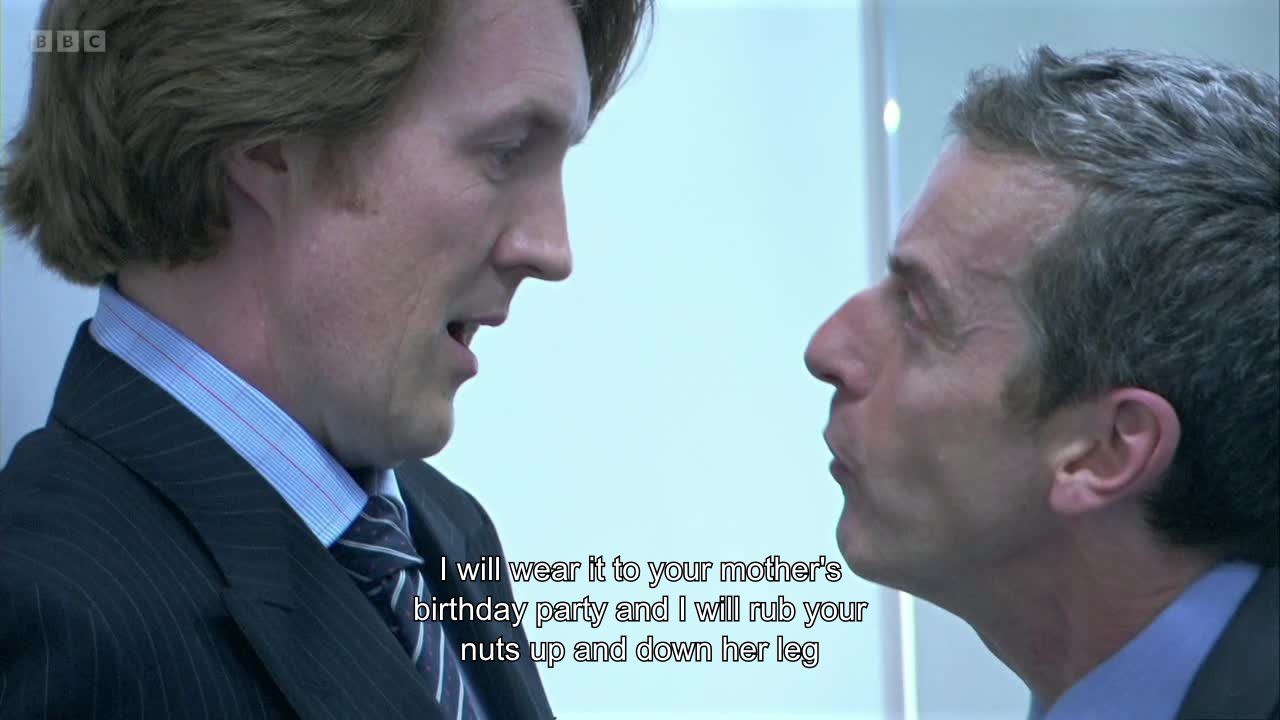 BBC
I will wear it to your mother's
birthday party and I will rub your
nuts up and down her leg